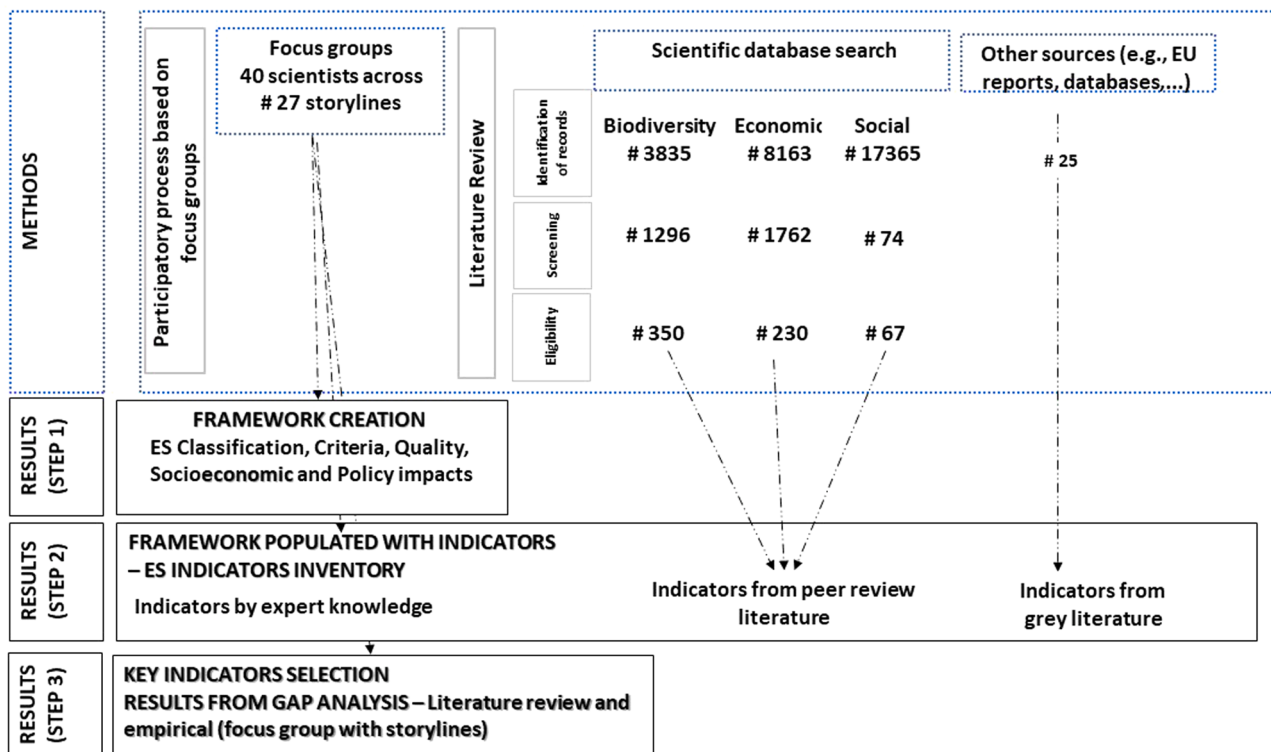 METHODS
Participatory process based on
focus groups
Focus groups
40 scientists across
# 27 storylines
Literature Review
Scientific database search
Other sources (e.g., EU
reports, databases,...)
Identification
of records
Biodiversity
# 3835
Economic
# 8163
Social
# 17365
# 25
Screening
# 1296
# 1762
# 74
Eligibility
# 350
# 230
# 67
RESULTS
(STEP 1)
FRAMEWORK CREATION
ES Classification, Criteria, Quality,
Socioeconomic and Policy impacts
RESULTS
(STEP 2)
FRAMEWORK POPULATED WITH INDICATORS
– ES INDICATORS INVENTORY
Indicators by expert knowledge
Indicators from peer review
literature
Indicators from
grey literature
RESULTS
(STEP 3)
KEY INDICATORS SELECTION
RESULTS FROM GAP ANALYSIS – Literature review and
empirical (focus group with storylines)